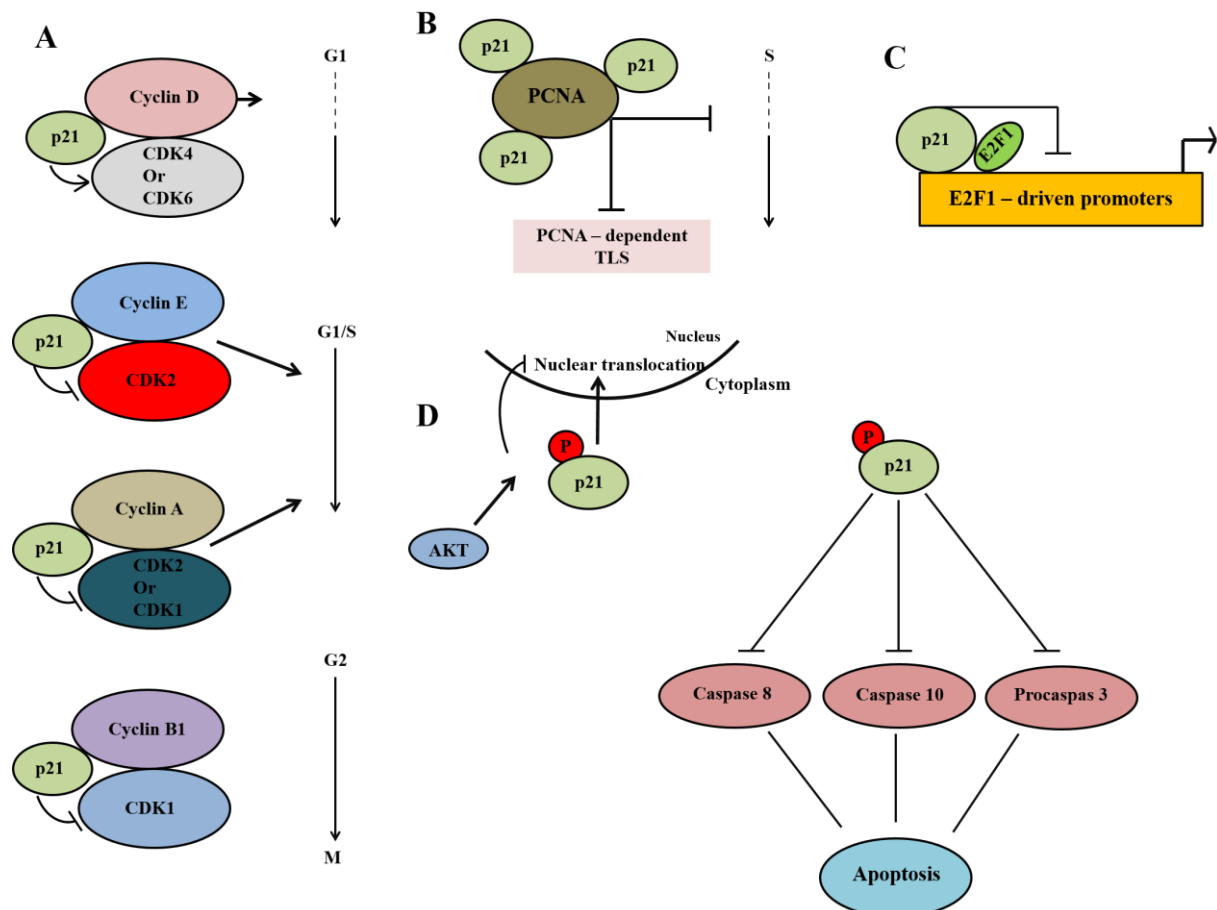 A
G1
Cyclin D
p21
CDK4
Or
CDK6
Cyclin E
p21
CDK2
G1/S
Cyclin A
p21
CDK2
Or
CDK1
G2
Cyclin B1
p21
CDK1
M
B
p21
p21
PCNA
p21
S
PCNA – dependent
TLS
C
p21
E2F1
E2F1 – driven promoters
D
Nucleus
Nuclear translocation
Cytoplasm
P
p21
AKT
P
p21
Caspase 8
Caspase 10
Procaspas 3
Apoptosis